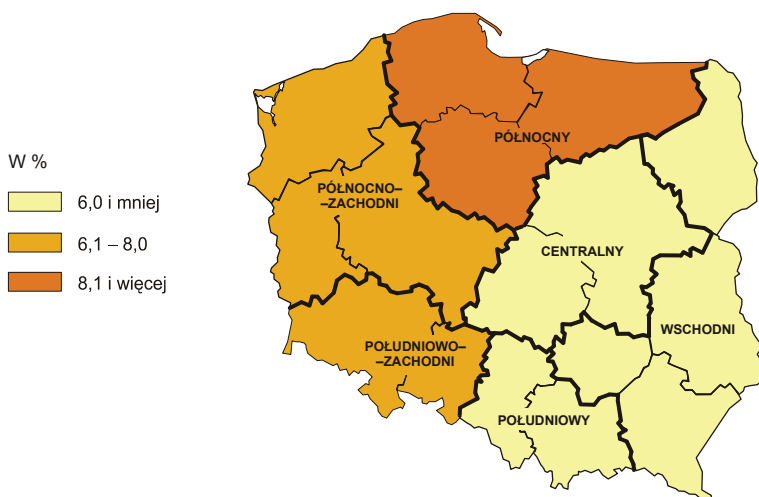 W %
6,0 i mniej
6,1 – 8,0
8,1 i więcej
PÓŁNOCNY
PÓŁNOCNO–
–ZACHODNI
CENTRALNY
WSCHODNI
POŁUDNIOWO–
–ZACHODNI
POŁUDNIOWY